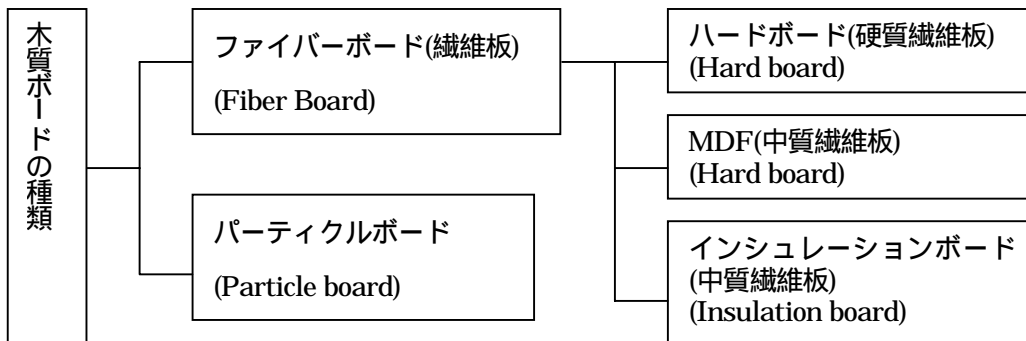 木質ボードの種類
ファイバーボード(繊維板)
(Fiber Board)
パーティクルボード
(Particle board)
ハードボード(硬質繊維板)
(Hard board)
MDF(中質繊維板)
(Hard board)
インシュレーションボード
(中質繊維板)
(Insulation board)